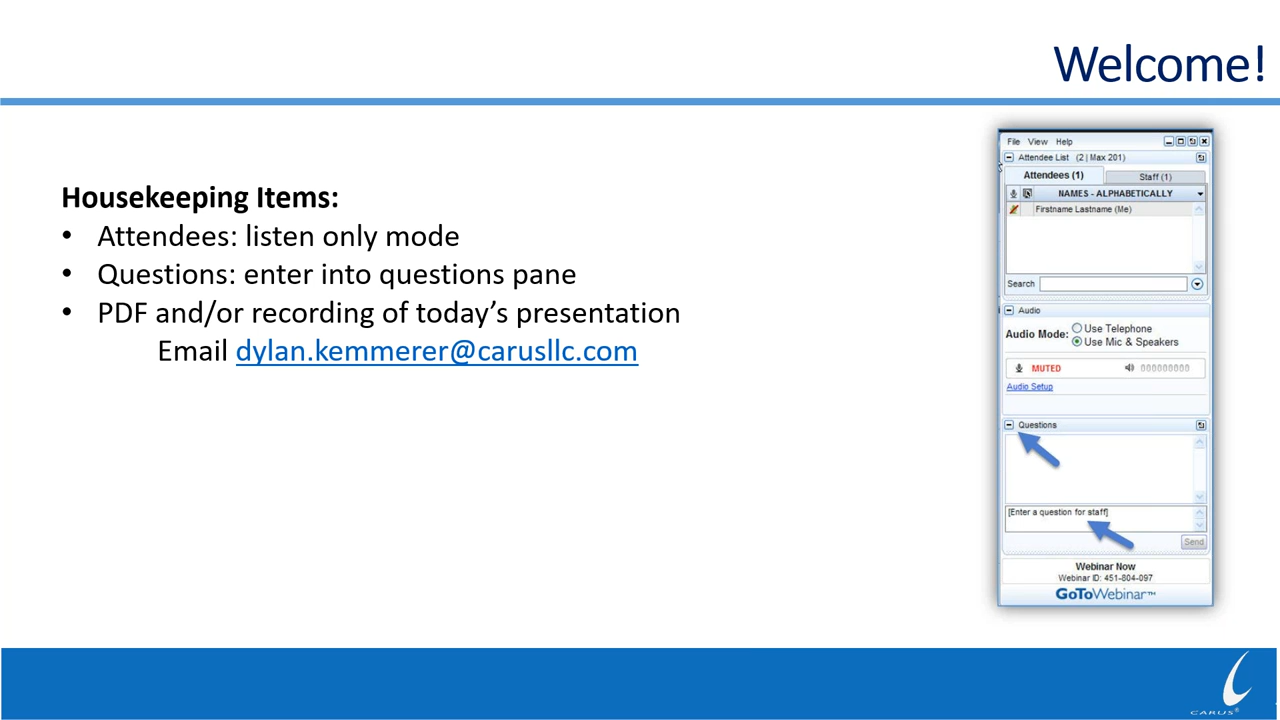 Welcome!
Housekeeping Items:
• Attendees: listen only mode
• Questions: enter into questions pane
• PDF and/or recording of today's presentation
Email dylan.kemmerer@carusllc.com
File View Help
Attendee List (2 | Max 201)
Attendees (1) Staff (1)
NAMES - ALPHABETICALLY
Firstname Lastname (Me)
Search
Audio
Audio Mode: Use Telephone
Use Mic & Speakers
MUTED 000000000
Audio Setup
Questions
[Enter a question for staff]
Send
Webinar Now
Webinar ID: 451-804-097
GoToWebinar™
CARUS®